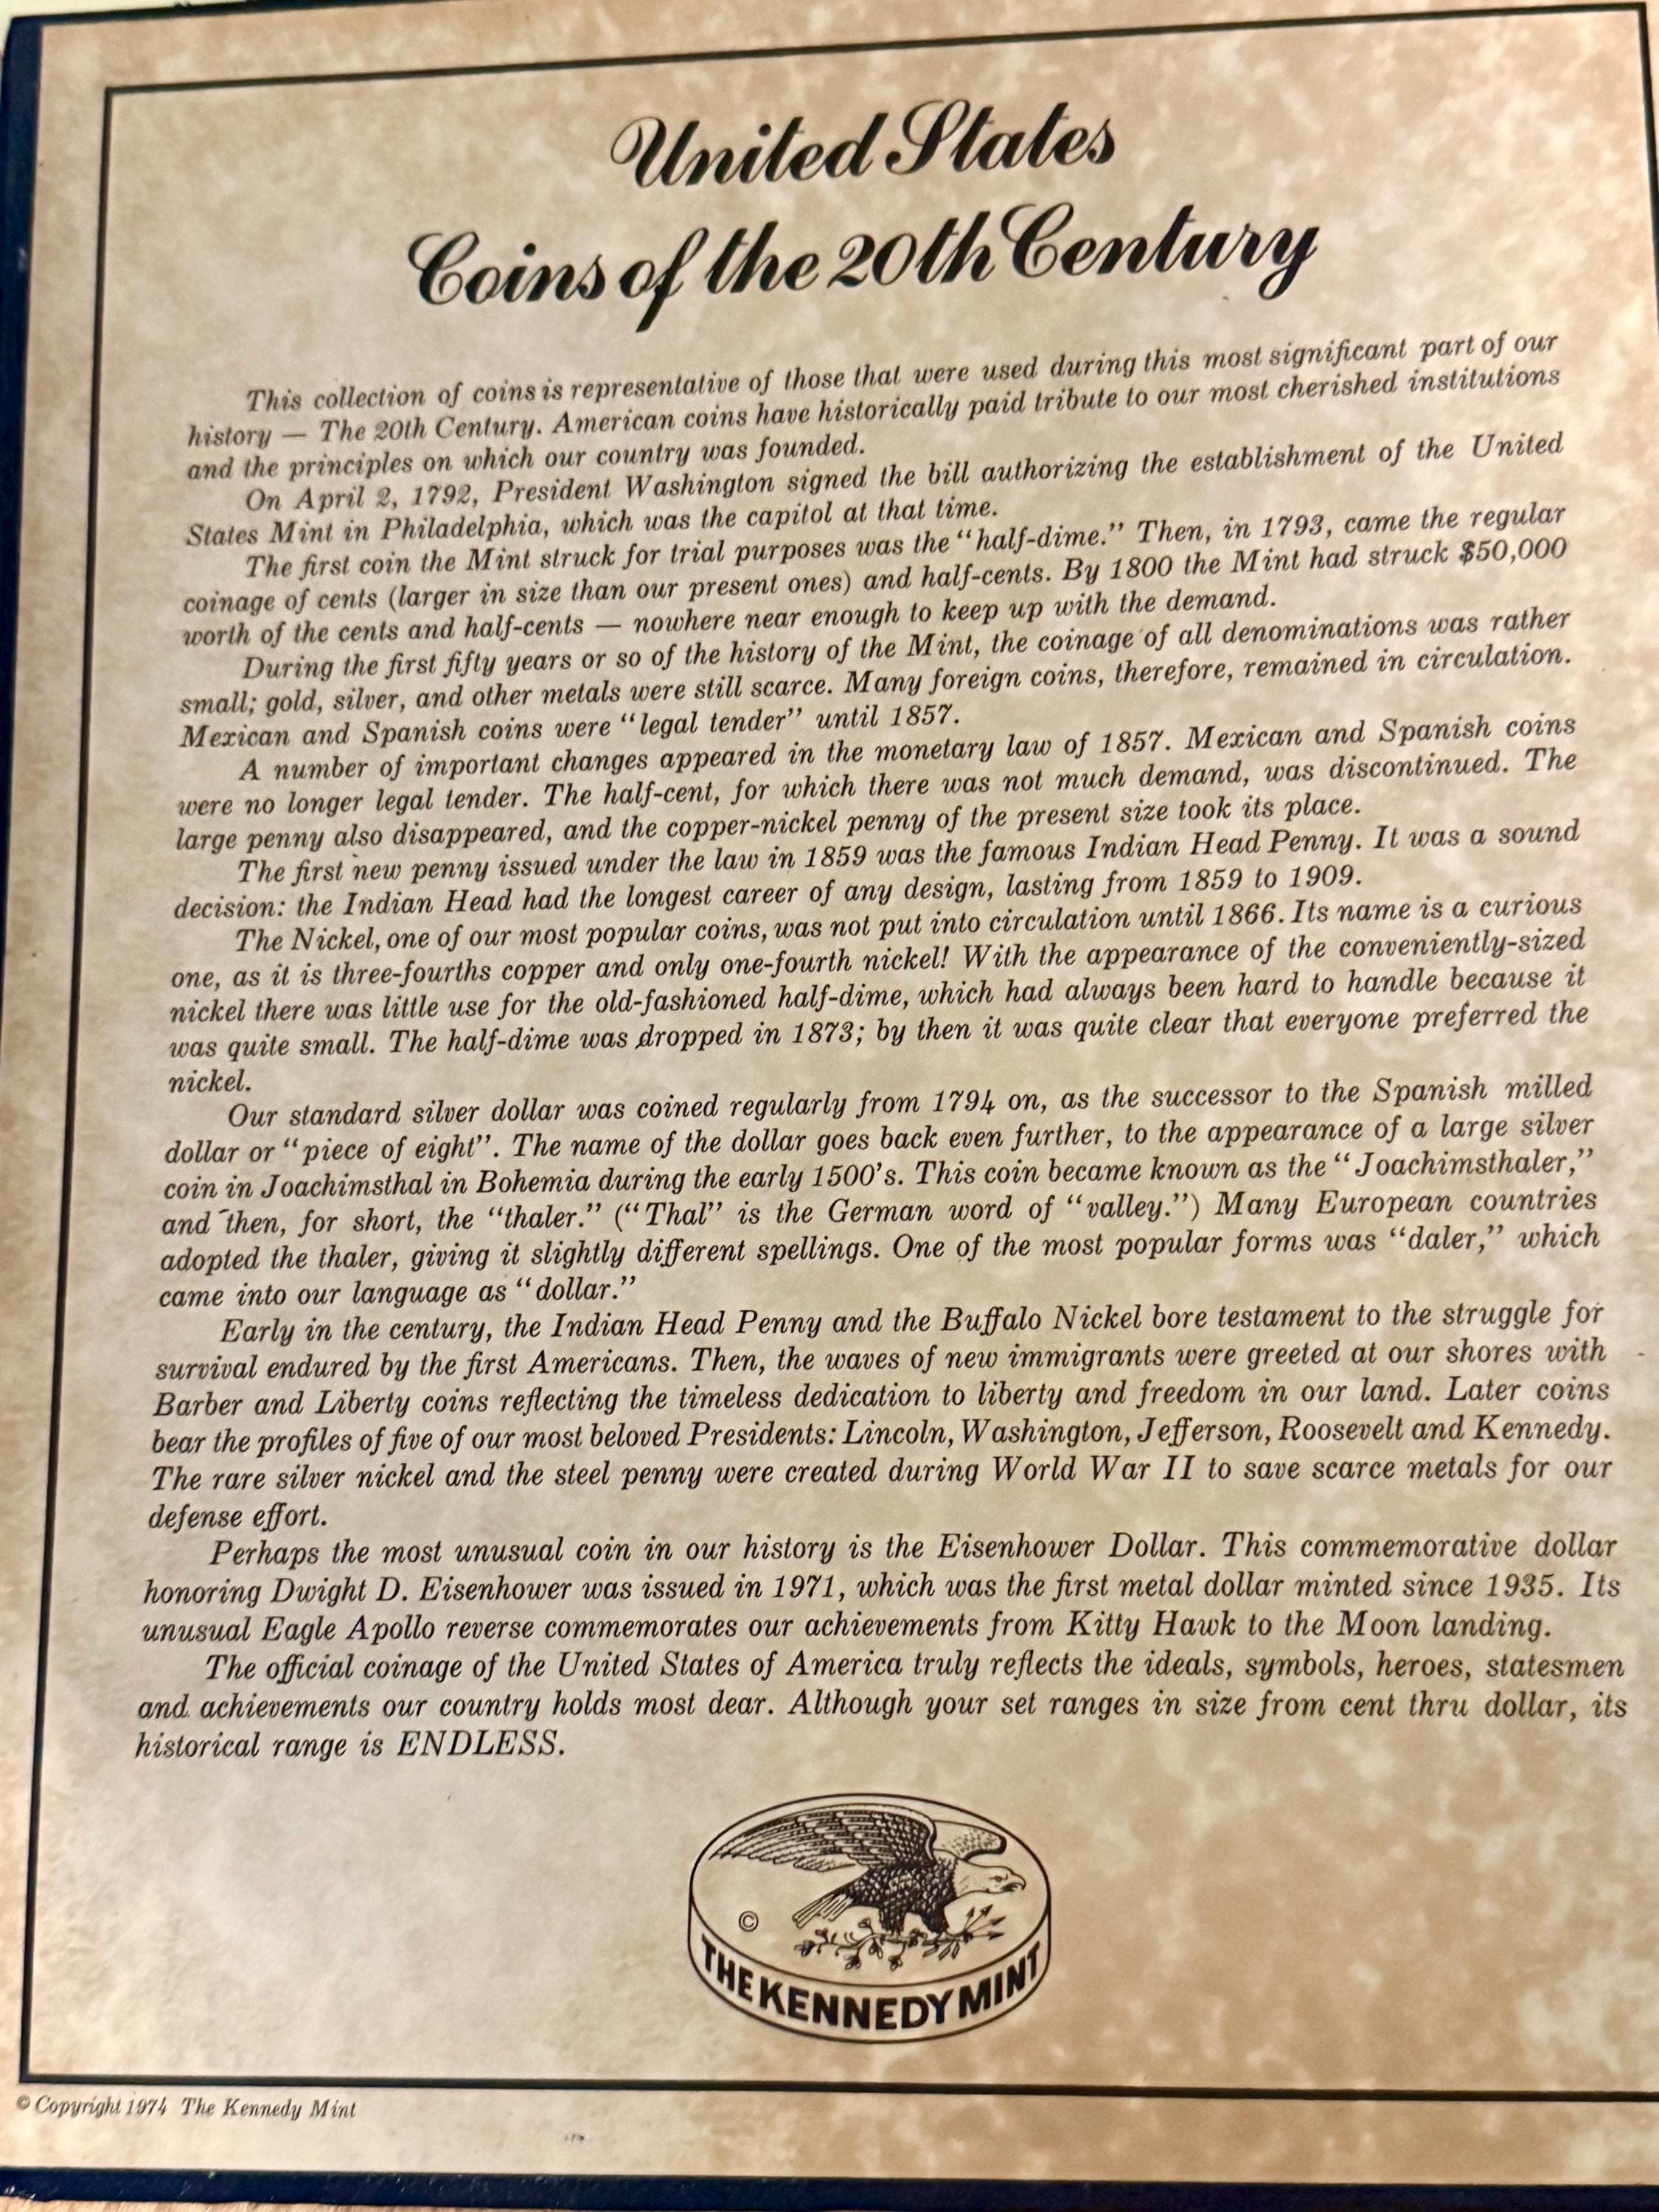 United States
Coins of the 20th Century
This collection of coins is representative of those that were used during this most significant part of our
history — The 20th Century. American coins have historically paid tribute to our most cherished institutions
and the principles on which our country was founded.
On April 2, 1792, President Washington signed the bill authorizing the establishment of the United
States Mint in Philadelphia, which was the capitol at that time.
The first coin the Mint struck for trial purposes was the "half-dime." Then, in 1793, came the regular
coinage of cents (larger in size than our present ones) and half-cents. By 1800 the Mint had struck $50,000
worth of the cents and half-cents — nowhere near enough to keep up with the demand.
During the first fifty years or so of the history of the Mint, the coinage of all denominations was rather
small; gold, silver, and other metals were still scarce. Many foreign coins, therefore, remained in circulation.
Mexican and Spanish coins were "legal tender" until 1857.
A number of important changes appeared in the monetary law of 1857. Mexican and Spanish coins
were no longer legal tender. The half-cent, for which there was not much demand, was discontinued. The
large penny also disappeared, and the copper-nickel penny of the present size took its place.
The first new penny issued under the law in 1859 was the famous Indian Head Penny. It was a sound
decision: the Indian Head had the longest career of any design, lasting from 1859 to 1909.
The Nickel, one of our most popular coins, was not put into circulation until 1866. Its name is a curious
one, as it is three-fourths copper and only one-fourth nickel! With the appearance of the conveniently-sized
nickel there was little use for the old-fashioned half-dime, which had always been hard to handle because it
was quite small. The half-dime was dropped in 1873; by then it was quite clear that everyone preferred the
nickel.
Our standard silver dollar was coined regularly from 1794 on, as the successor to the Spanish milled
dollar or "piece of eight". The name of the dollar goes back even further, to the appearance of a large silver
coin in Joachimsthal in Bohemia during the early 1500's. This coin became known as the "Joachimsthaler,"
and then, for short, the "thaler." ("Thal" is the German word of "valley.") Many European countries
adopted the thaler, giving it slightly different spellings. One of the most popular forms was "daler," which
came into our language as "dollar."
Early in the century, the Indian Head Penny and the Buffalo Nickel bore testament to the struggle for
survival endured by the first Americans. Then, the waves of new immigrants were greeted at our shores with
Barber and Liberty coins reflecting the timeless dedication to liberty and freedom in our land. Later coins
bear the profiles of five of our most beloved Presidents: Lincoln, Washington, Jefferson, Roosevelt and Kennedy.
The rare silver nickel and the steel penny were created during World War II to save scarce metals for our
defense effort.
Perhaps the most unusual coin in our history is the Eisenhower Dollar. This commemorative dollar
honoring Dwight D. Eisenhower was issued in 1971, which was the first metal dollar minted since 1935. Its
unusual Eagle Apollo reverse commemorates our achievements from Kitty Hawk to the Moon landing.
The official coinage of the United States of America truly reflects the ideals, symbols, heroes, statesmen
and achievements our country holds most dear. Although your set ranges in size from cent thru dollar, its
historical range is ENDLESS.
©
THE KENNEDY MINT
© Copyright 1974 The Kennedy Mint